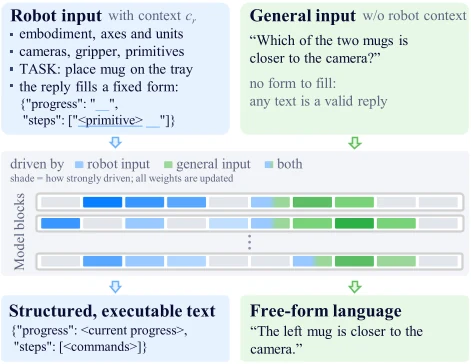 Robot input with context cᵣ
• embodiment, axes and units
• cameras, gripper, primitives
• TASK: place mug on the tray
• the reply fills a fixed form:
{"progress": "__",
"steps": ["<primitive> __"]}
General input w/o robot context
“Which of the two mugs is
closer to the camera?”
no form to fill:
any text is a valid reply
driven by robot input general input both
shade = how strongly driven; all weights are updated
Model blocks
⋮
Structured, executable text
{"progress": <current progress>,
"steps": [<commands>]}
Free-form language
“The left mug is closer to the
camera.”